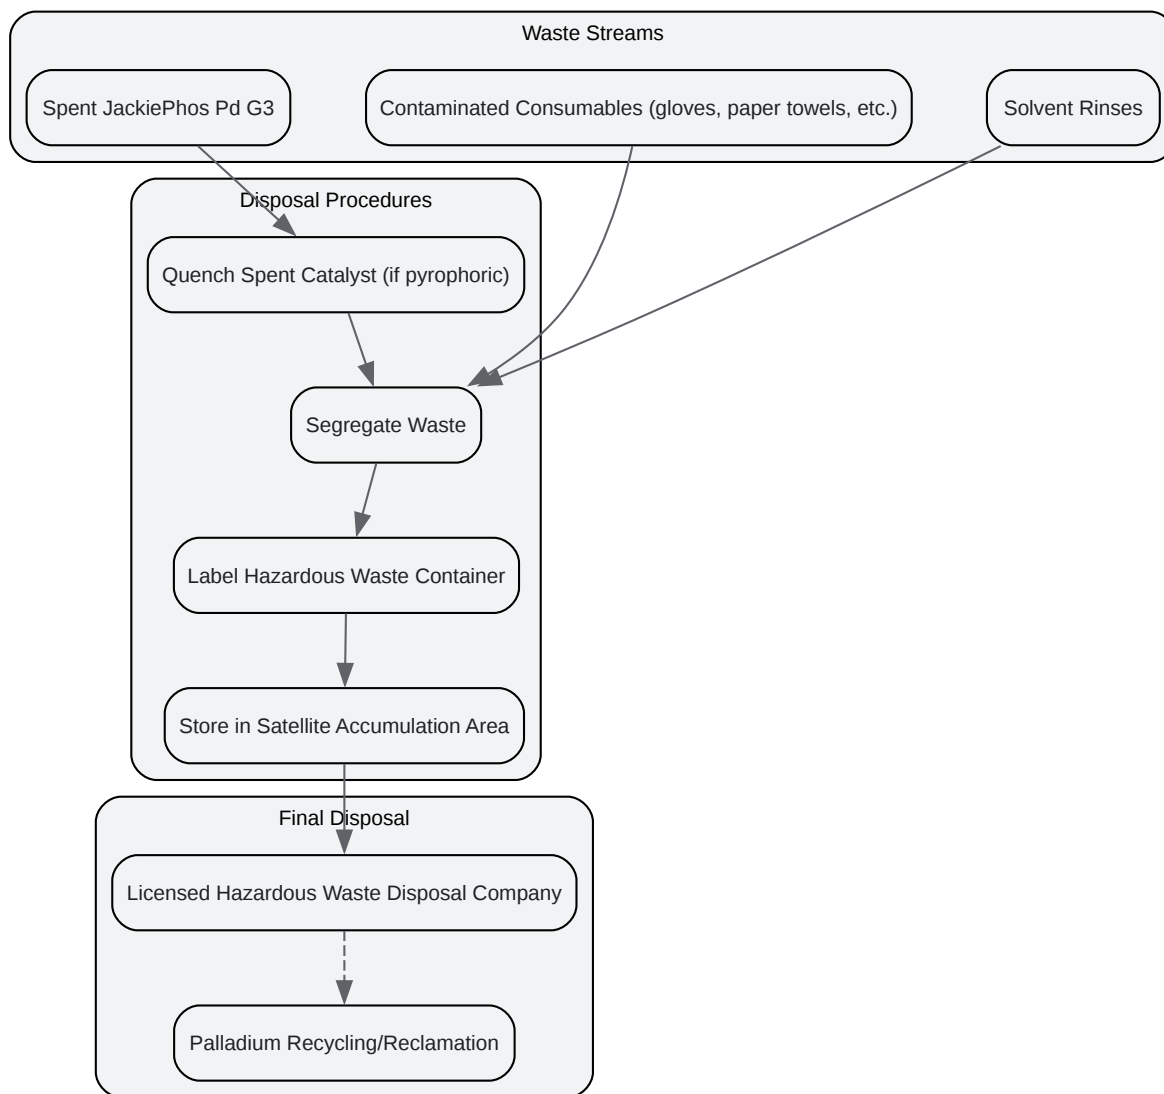 Waste Streams
Spent JackiePhos Pd G3
Contaminated Consumables (gloves, paper towels, etc.)
Solvent Rinses
Disposal Procedures
Quench Spent Catalyst (if pyrophoric)
Segregate Waste
Label Hazardous Waste Container
Store in Satellite Accumulation Area
Final Disposal
Licensed Hazardous Waste Disposal Company
Palladium Recycling/Reclamation